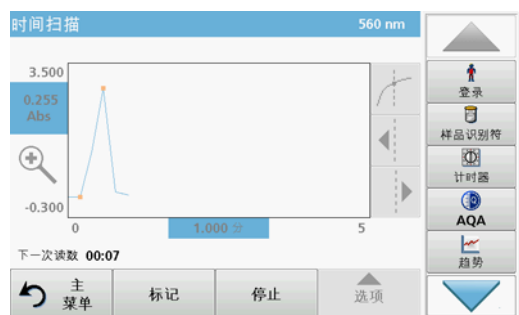 时间扫描 560 nm
3.500
0.255
Abs
-0.300
0 1.000 分 5
下一次读数 00:07
主
菜单
标记
停止
选项
登录
样品识别符
计时器
AQA
趋势